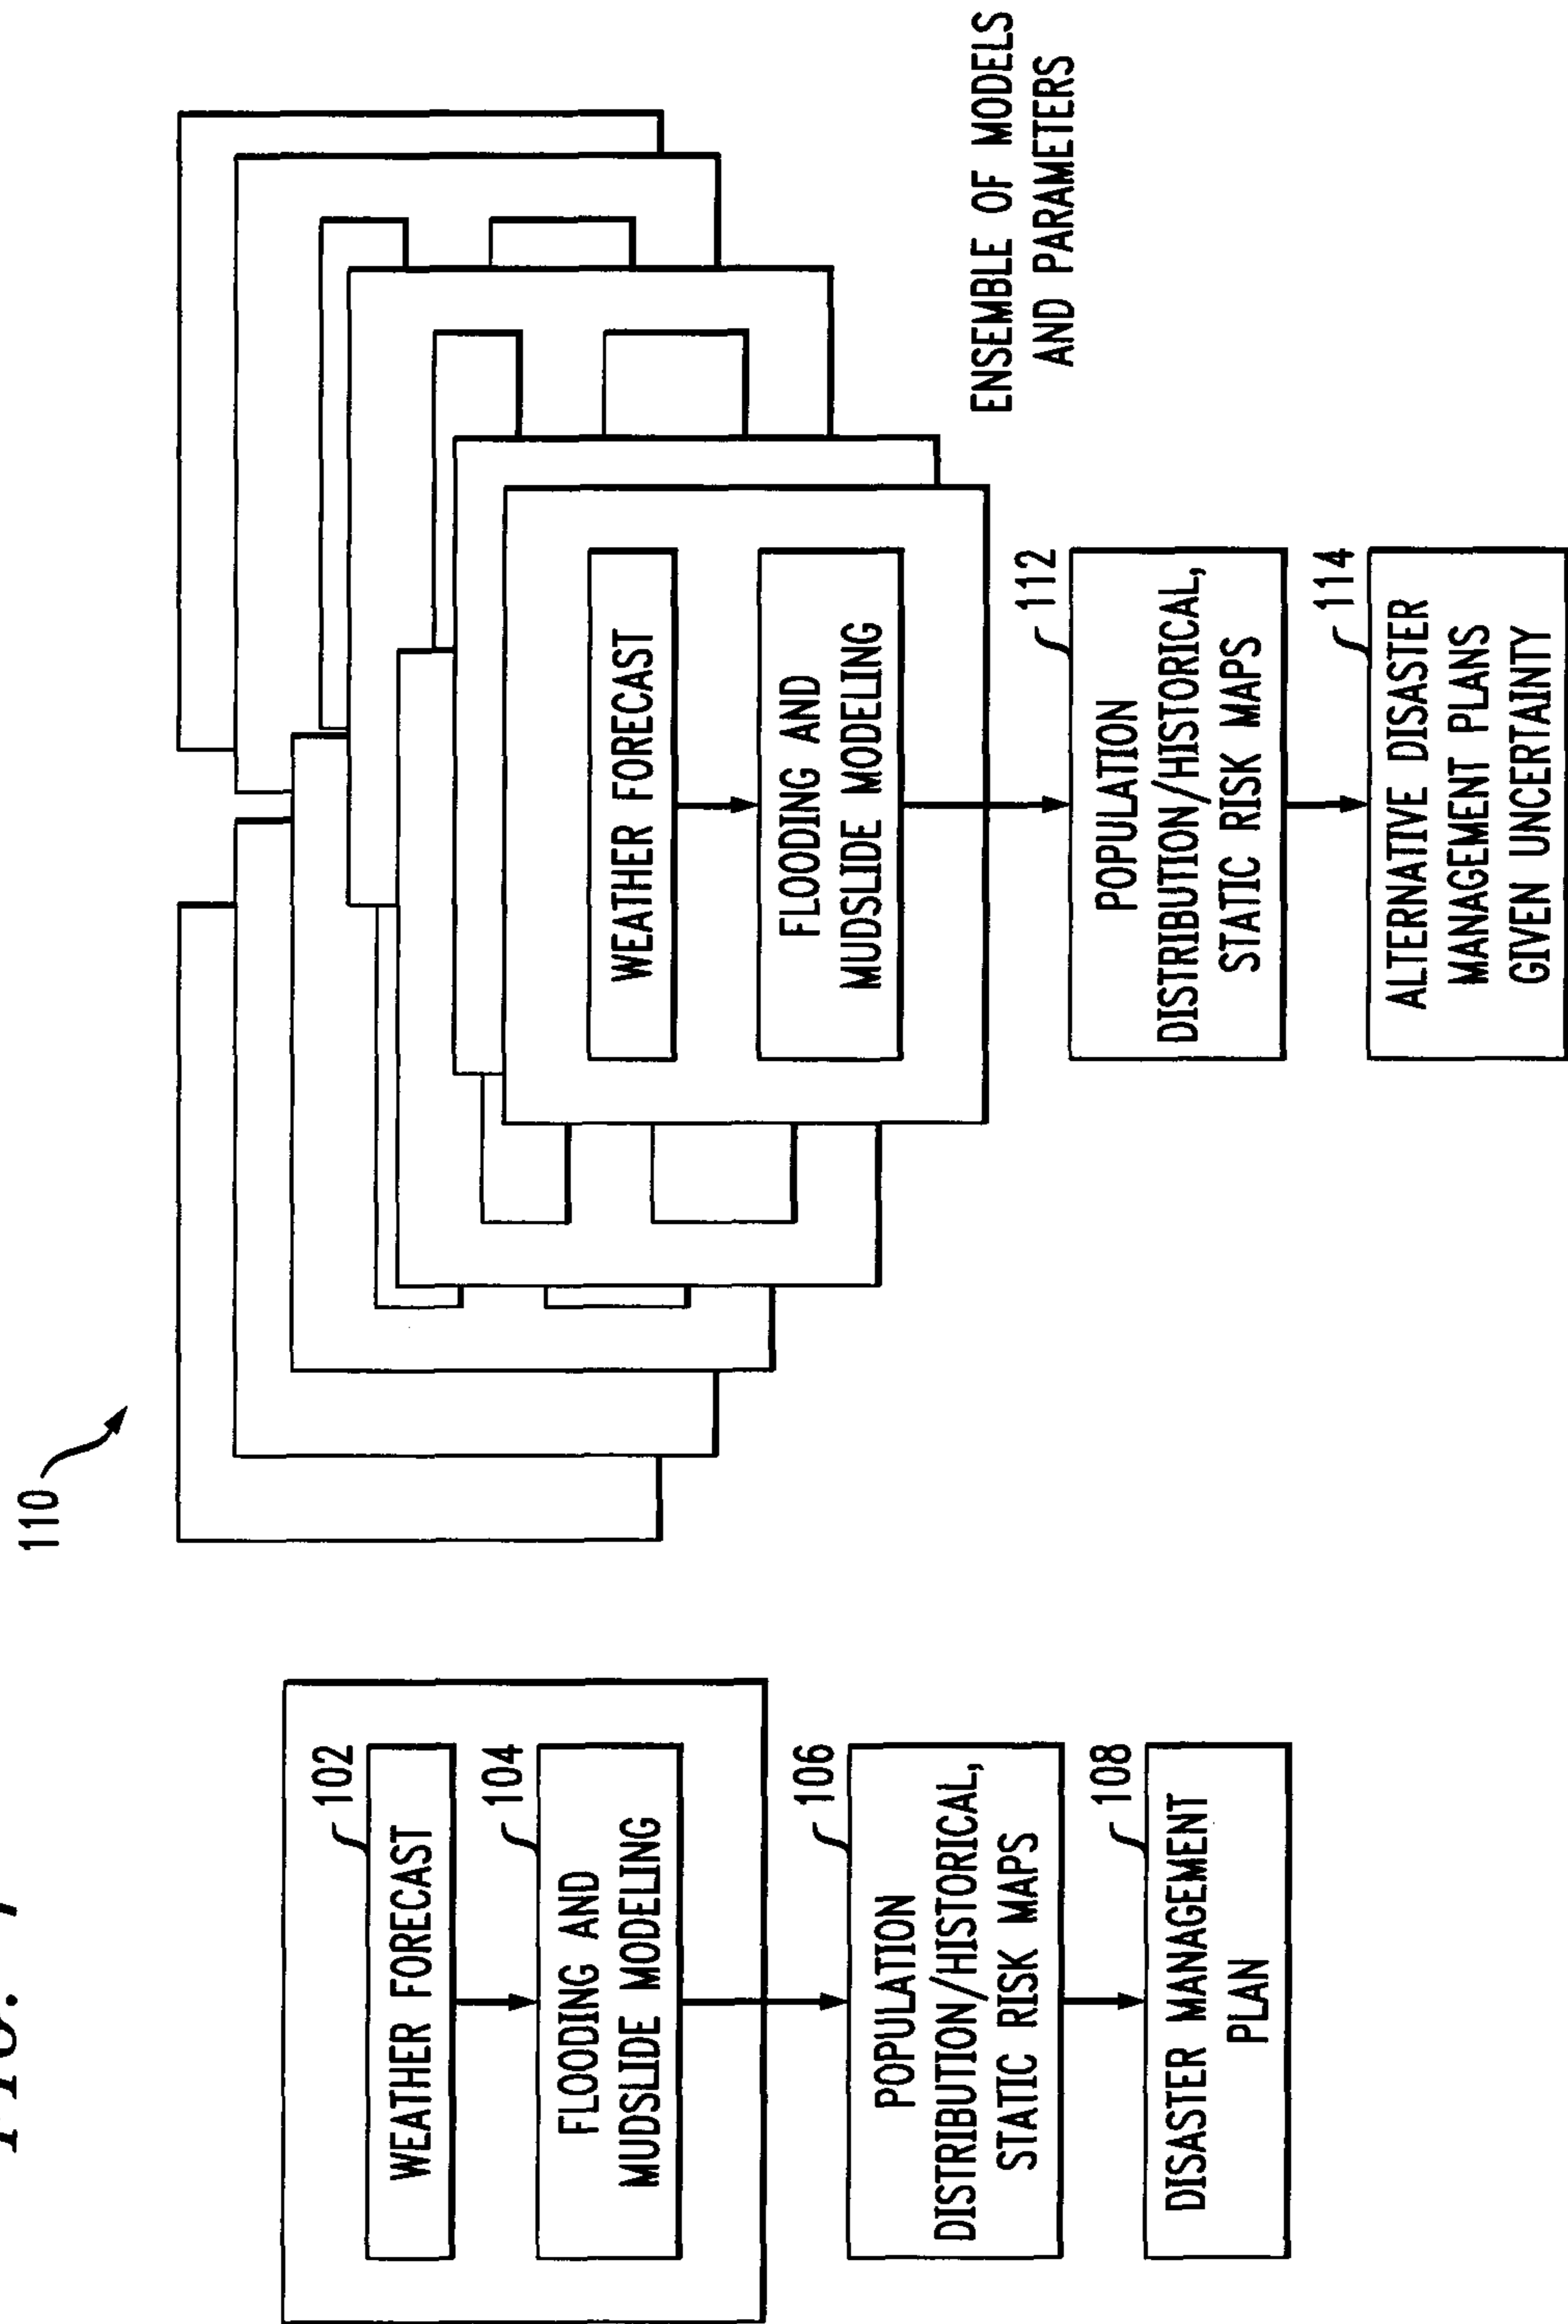 FIG. 1
102
WEATHER FORECAST
104
FLOODING AND
MUDSLIDE MODELING
106
POPULATION
DISTRIBUTION/HISTORICAL,
STATIC RISK MAPS
108
DISASTER MANAGEMENT
PLAN
110
WEATHER FORECAST
FLOODING AND
MUDSLIDE MODELING
ENSEMBLE OF MODELS
AND PARAMETERS
112
POPULATION
DISTRIBUTION/HISTORICAL,
STATIC RISK MAPS
114
ALTERNATIVE DISASTER
MANAGEMENT PLANS
GIVEN UNCERTAINTY